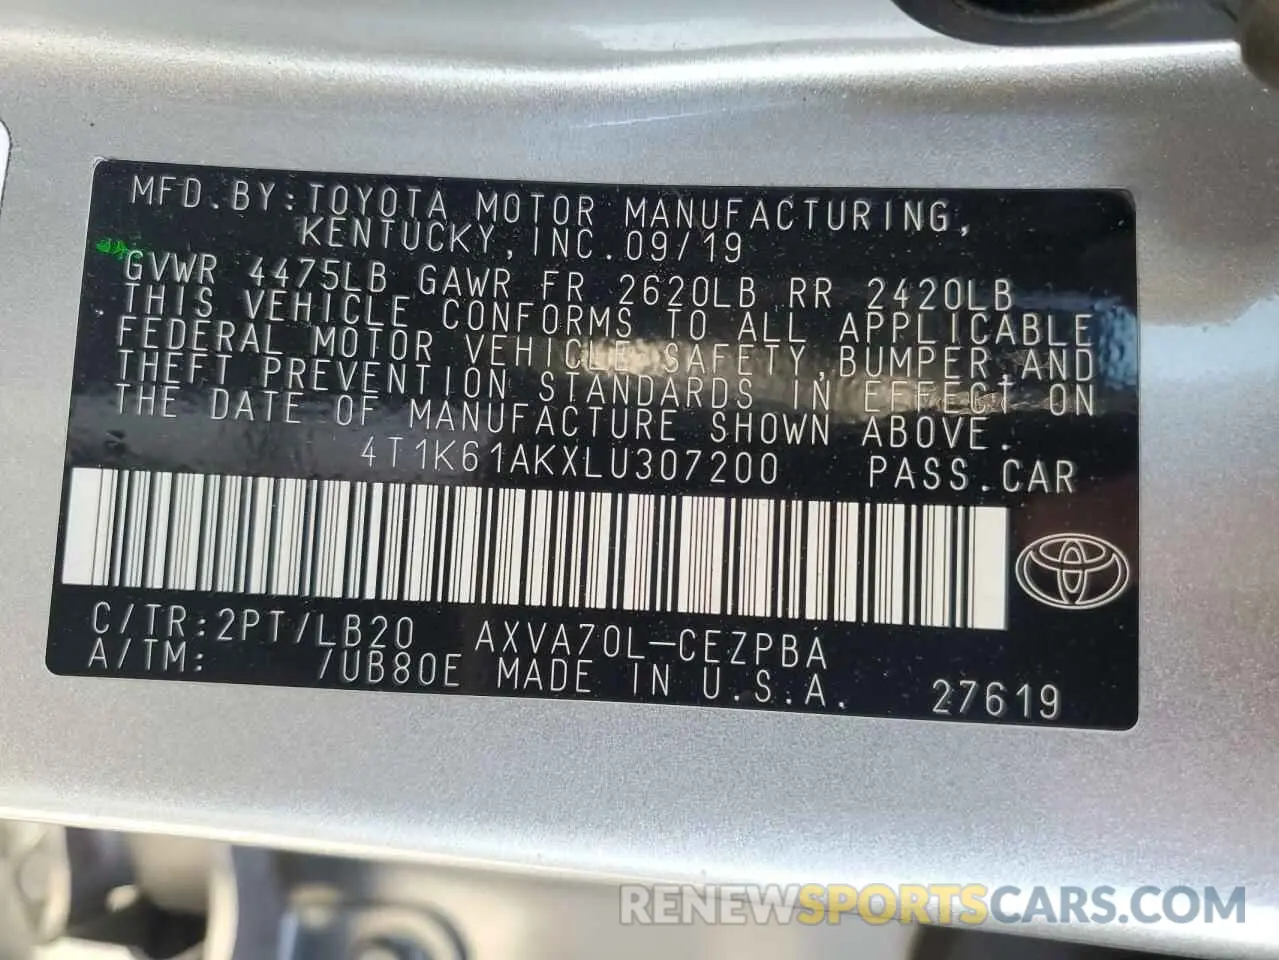 MFD.BY:TOYOTA MOTOR MANUFACTURING,
KENTUCKY, INC. 09/19
GVWR 4475LB GAWR FR 2620LB RR 2420LB
THIS VEHICLE CONFORMS TO ALL APPLICABLE
FEDERAL MOTOR VEHICLE SAFETY, BUMPER, AND
THEFT PREVENTION STANDARDS IN EFFECT ON
THE DATE OF MANUFACTURE SHOWN ABOVE.
4T1K61AKXLU307200 PASS.CAR
C/TR:2PT/LB20 AXVA70L-CEZPBA
A/TM: /UB80E MADE IN U.S.A. 27619
RENEWSPORTSCARS.COM